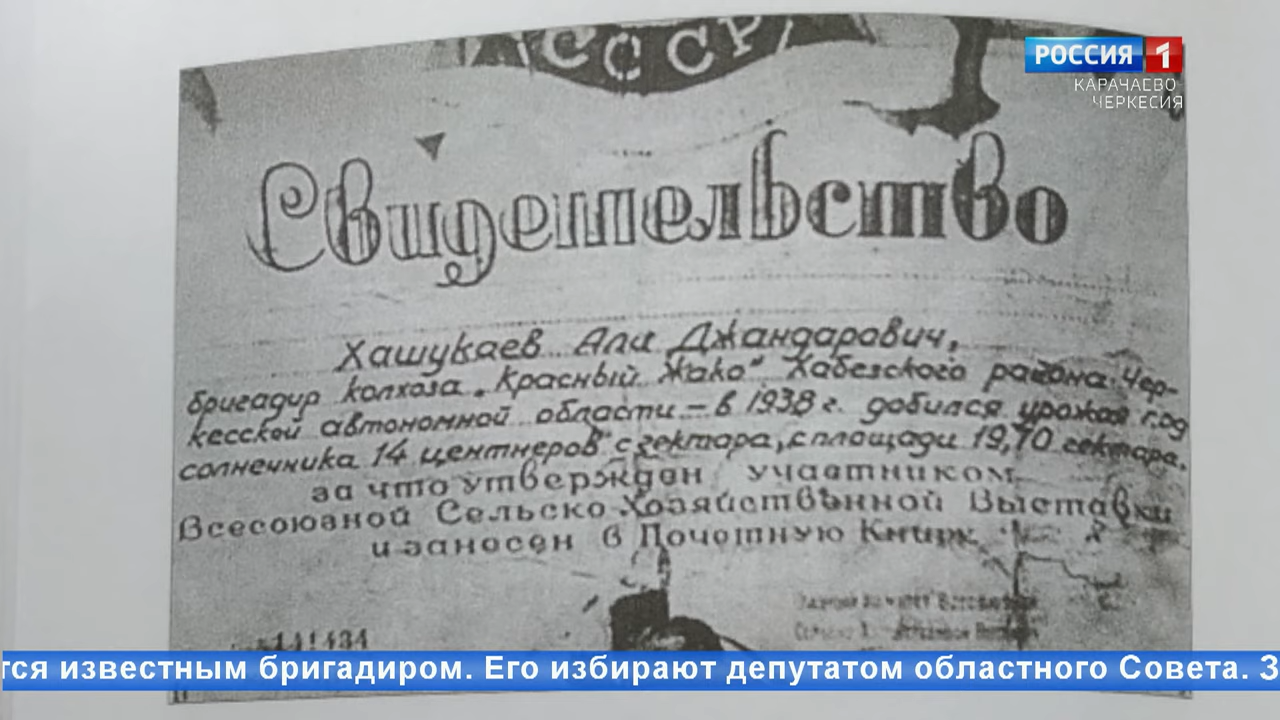 СССР
РОССИЯ 1
КАРАЧАЕВО
ЧЕРКЕСИЯ
Свидетельство
Хашукаев Али Джандарович,
бригадир колхоза „Красный Жако" Хабезского района Чер-
кесской автономной области – в 1938 г. добился урожая под
солнечника 14 центнеров с гектара, с площади 19,70 гектара.
за что утвержден участником
Всесоюзной Сельско-Хозяйственной Выставки
и занесен в Почетную Книгу
141434
тся известным бригадиром. Его избирают депутатом областного Совета. З